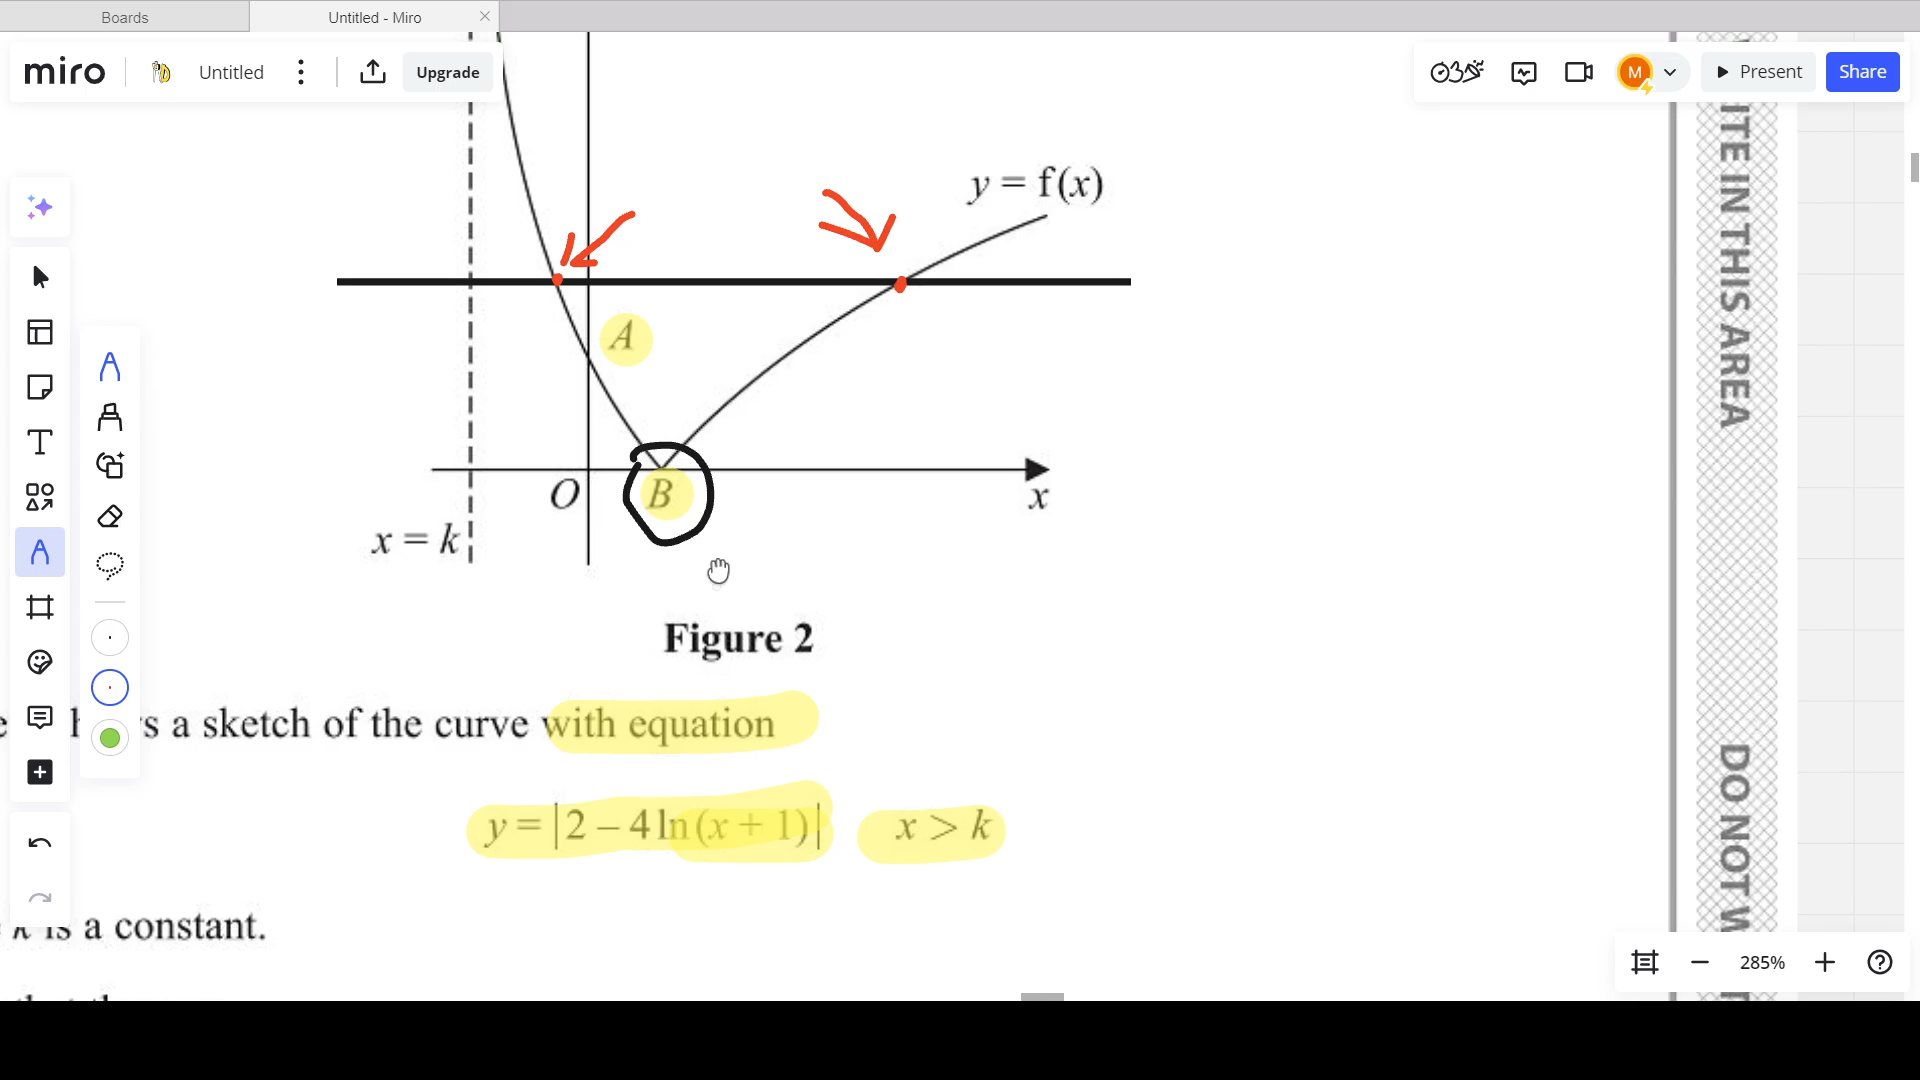 Boards
Untitled - Miro
miro
Untitled
Upgrade
M
Present
Share
y = f(x)
A
O
B
x
x = k
Figure 2
s a sketch of the curve with equation
y = |2 – 4 ln (x + 1)| x > k
is a constant.
285%
ITE IN THIS AREA
DO NOT W